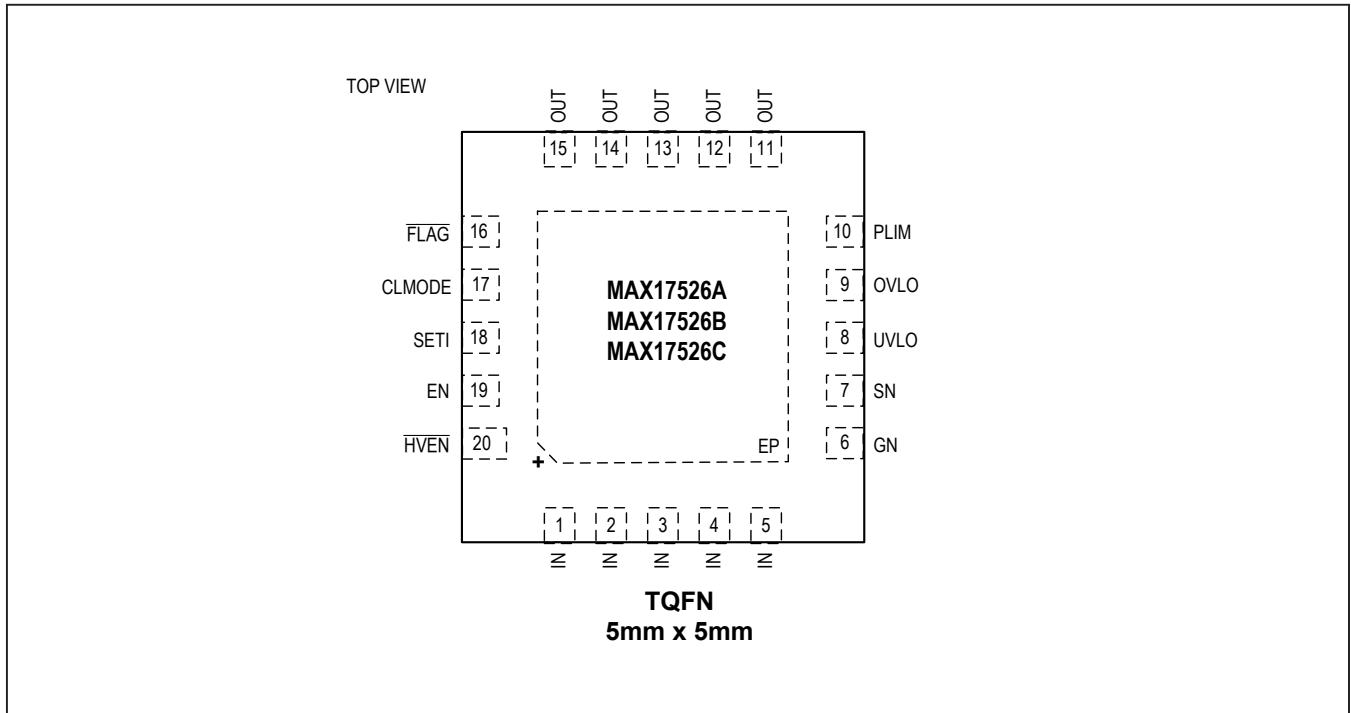 TOP VIEW
OUT OUT OUT OUT OUT
15 14 13 12 11
F̅L̅A̅G̅ 16
10 PLIM
CLMODE 17
9 OVLO
SETI 18
8 UVLO
EN 19
7 SN
H̅V̅E̅N̅ 20
6 GN
MAX17526A
MAX17526B
MAX17526C
EP
+
1 2 3 4 5
IN IN IN IN IN
TQFN
5mm x 5mm